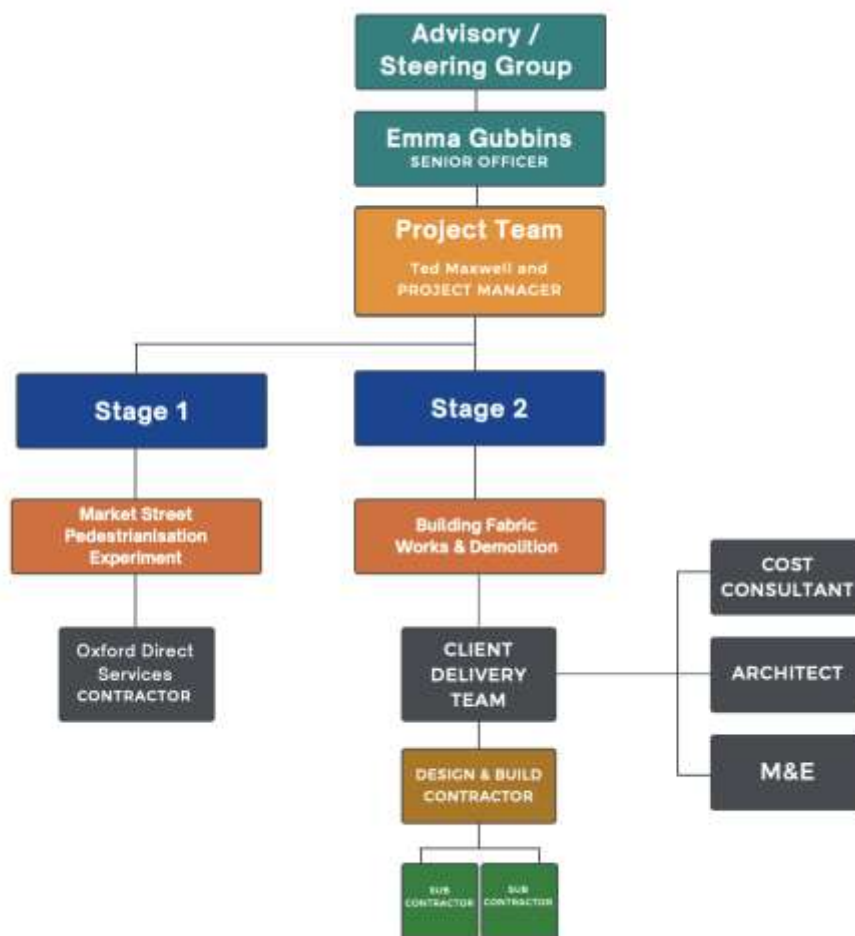 Advisory /
Steering Group
Emma Gubbins
SENIOR OFFICER
Project Team
Ted Maxwell and
PROJECT MANAGER
Stage 1
Stage 2
Market Street
Pedestrianisation
Experiment
Building Fabric
Works & Demolition
Oxford Direct
Services
CONTRACTOR
CLIENT
DELIVERY
TEAM
COST
CONSULTANT
ARCHITECT
M&E
DESIGN & BUILD
CONTRACTOR
SUB
CONTRACTOR
SUB
CONTRACTOR